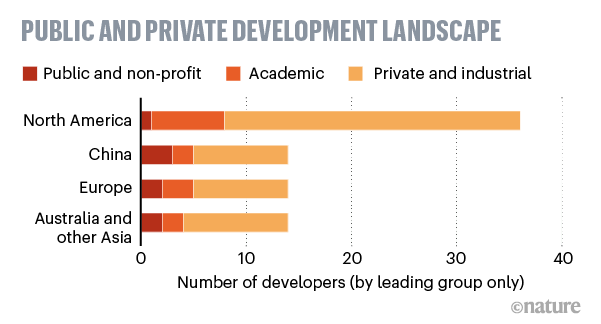 PUBLIC AND PRIVATE DEVELOPMENT LANDSCAPE
Public and non-profit Academic Private and industrial
North America
China
Europe
Australia and
other Asia
0 10 20 30 40
Number of developers (by leading group only)
©nature